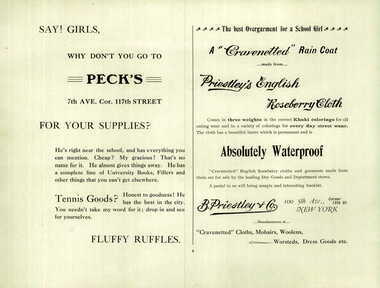 SAY! GIRLS,
WHY DON'T YOU GO TO
PECK'S
7th AVE. Cor. 117th STREET
FOR YOUR SUPPLIES?
He's right near the school, and has everything you
can mention. Cheap? My gracious! That's no
name for it. He almost gives things away. He has
a complete line of University Books, Fillers and
other things that you can't get elsewhere.
Tennis Goods? Honest to goodness! He
has the best in the city.
You needn't take my word for it; drop in and see
for yourselves.
FLUFFY RUFFLES.
The best Overgarment for a School Girl
A "Cravenetted" Rain Coat
...made from...
Priestley's English
Roseberry Cloth
Comes in three weights in the correct Khaki colorings for all
outing wear and in a variety of colorings for every day street wear.
The cloth has a beautiful lustre which is permanent and is
Absolutely Waterproof
"Cravenetted" English Roseberry cloths and garments made from
them are for sale by the leading Dry Goods and Department stores.
A postal to us will bring sample and interesting booklet.
B. Priestley & Co. 100 5th Ave., Corner 15th St.
NEW YORK
Manufacturers of
"Cravenetted" Cloths, Mohairs, Woolens,
Worsteds, Dress Goods etc.